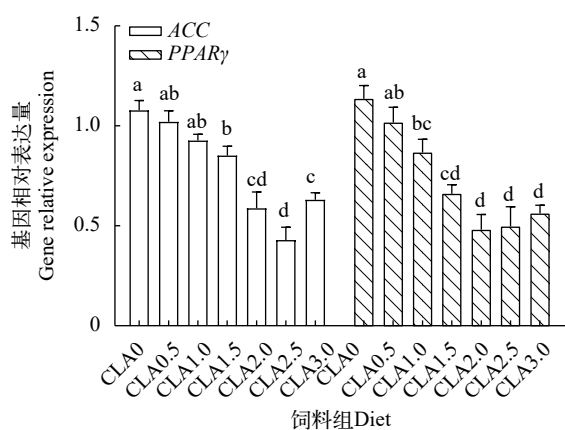 1.5
ACC
PPARγ
a
ab
ab
b
cd
d
c
a
ab
bc
cd
d
d
d
1.0
0.5
0
基因相对表达量
Gene relative expression
CLA0
CLA0.5
CLA1.0
CLA1.5
CLA2.0
CLA2.5
CLA3.0
CLA0
CLA0.5
CLA1.0
CLA1.5
CLA2.0
CLA2.5
CLA3.0
饲料组Diet